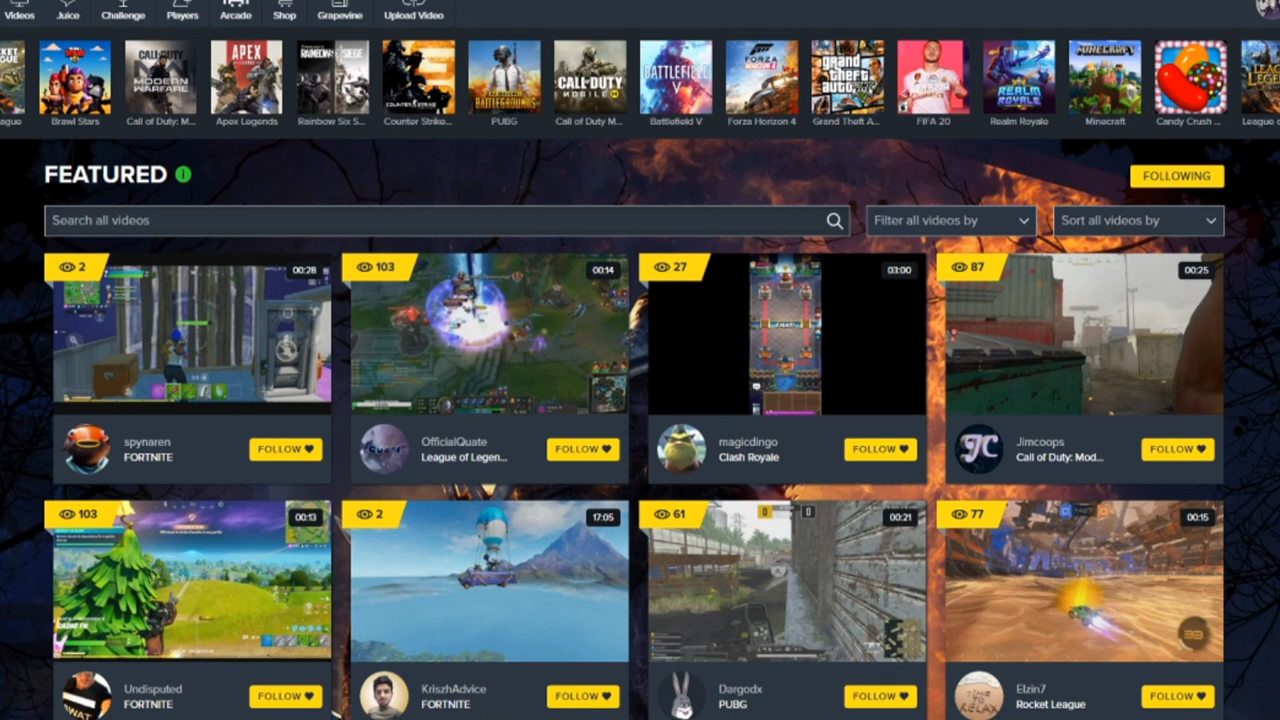 Videos
Juice
Challenge
Players
Arcade
Shop
Grapevine
Upload Video
ague
Brawl Stars
Call of Duty: M...
Apex Legends
Rainbow Six S...
Counter Strike...
PUBG
Call of Duty M...
Battlefield V
Forza Horizon 4
Grand Theft A...
FIFA 20
Realm Royale
Minecraft
Candy Crush ...
League o
FEATURED
FOLLOWING
Search all videos
Filter all videos by
Sort all videos by
2
00:28
103
00:14
27
03:00
87
00:25
spynaren
FORTNITE
FOLLOW
OfficialQuate
League of Legen...
FOLLOW
magicdingo
Clash Royale
FOLLOW
Jimcoops
Call of Duty: Mod...
FOLLOW
103
00:13
2
17:05
61
00:21
77
00:15
Undisputed
FORTNITE
FOLLOW
KriszhAdvice
FORTNITE
FOLLOW
Dargodx
PUBG
FOLLOW
Elzin7
Rocket League
FOLLOW